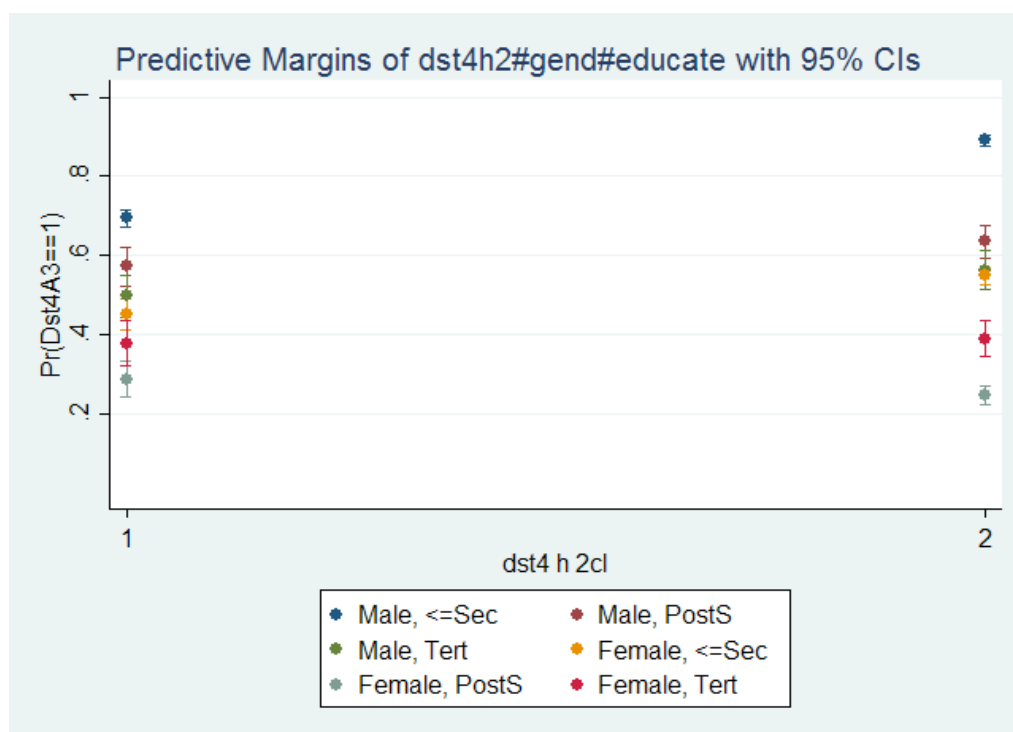 Predictive Margins of dst4h2#gend#educate with 95% CIs
Pr(Dst4A3==1)
1
.8
.6
.4
.2
1 2
dst4 h 2cl
Male, <=Sec Male, PostS
Male, Tert Female, <=Sec
Female, PostS Female, Tert